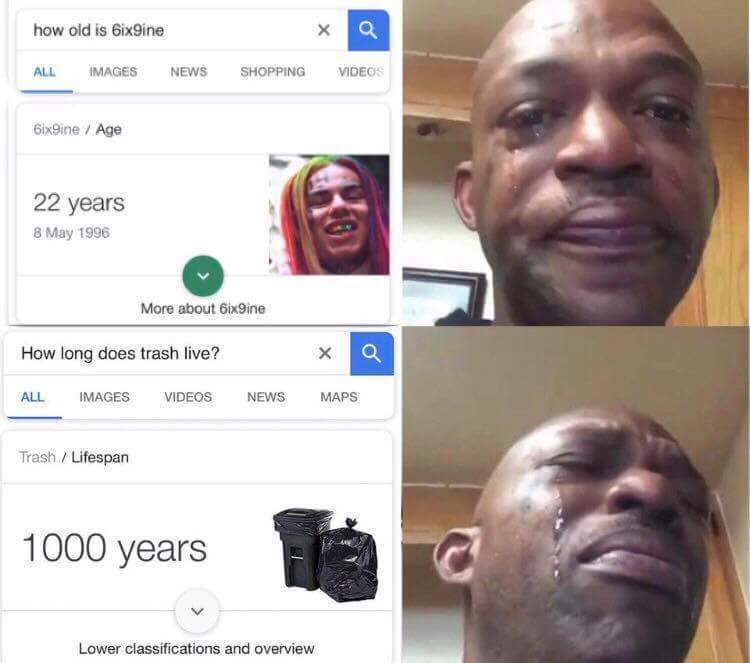 how old is 6ix9ine ×
ALL IMAGES NEWS SHOPPING VIDEOS
6ix9ine / Age
22 years
8 May 1996
More about 6ix9ine
How long does trash live? ×
ALL IMAGES VIDEOS NEWS MAPS
Trash / Lifespan
1000 years
Lower classifications and overview